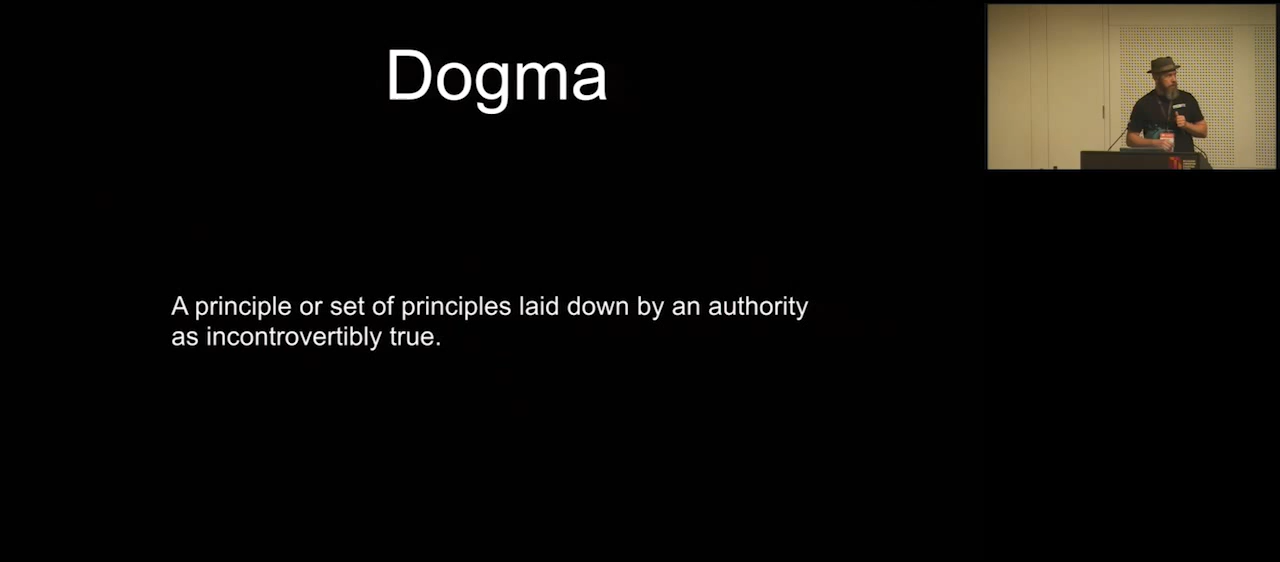 Dogma
A principle or set of principles laid down by an authority
as incontrovertibly true.